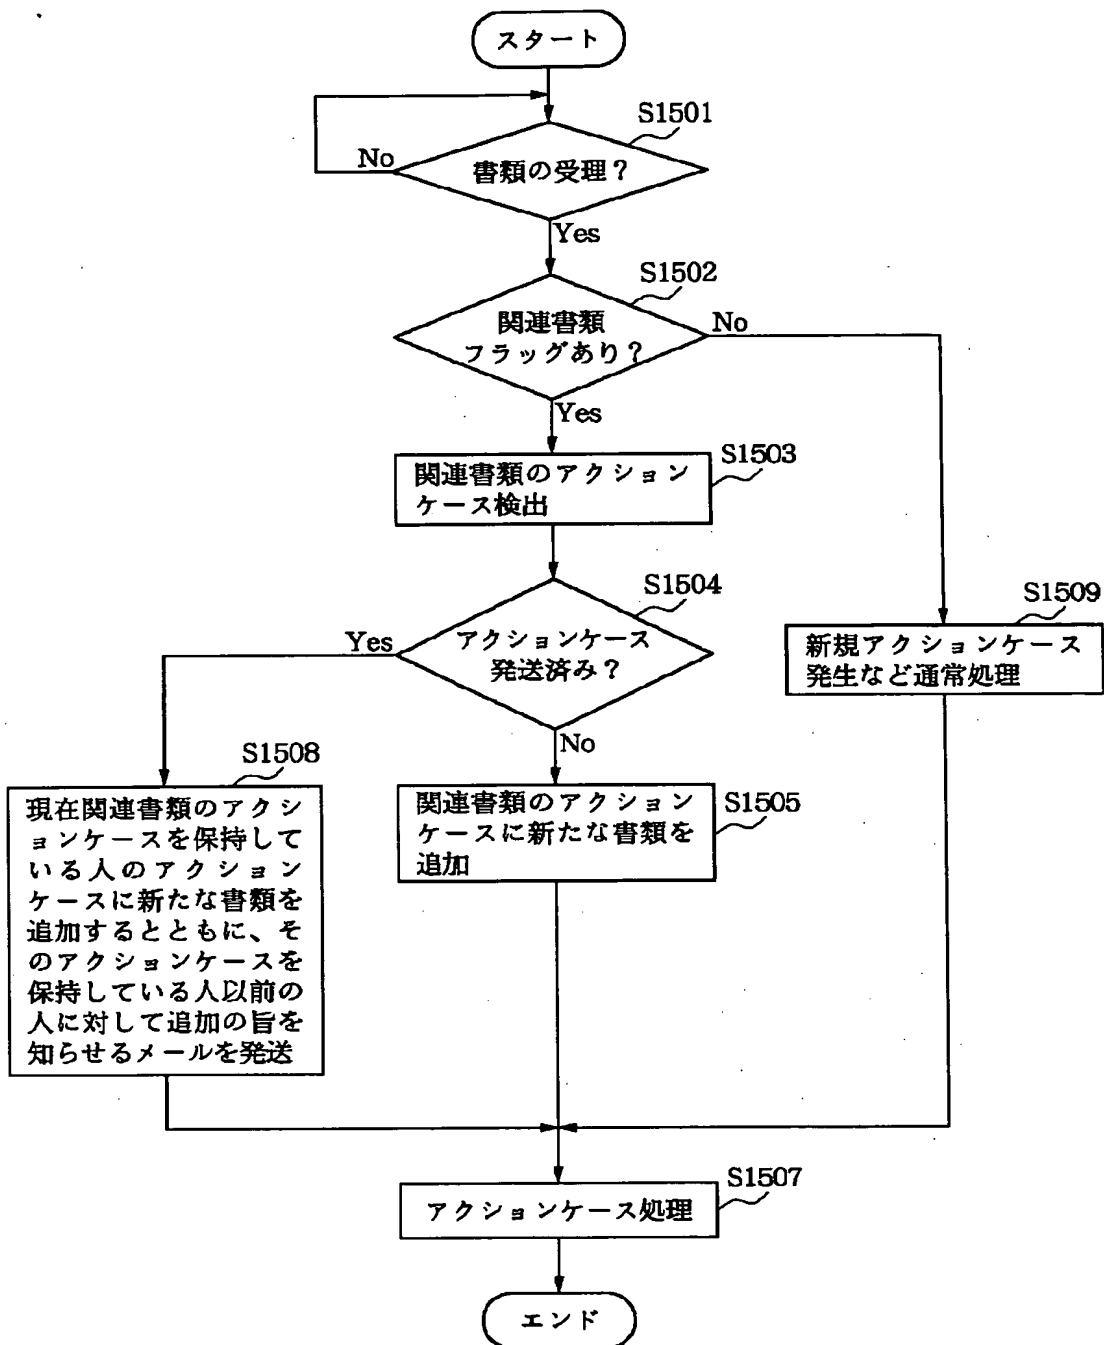 スタート
S1501
No
書類の受理？
Yes
S1502
関連書類
フラッグあり？
No
Yes
S1503
関連書類のアクション
ケース検出
S1504
Yes
アクションケース
発送済み？
No
S1509
新規アクションケース
発生など通常処理
S1508
現在関連書類のアクシ
ョンケースを保持して
いる人のアクション
ケースに新たな書類を
追加するとともに、そ
のアクションケースを
保持している人以前の
人に対して追加の旨を
知らせるメールを発送
S1505
関連書類のアクション
ケースに新たな書類を
追加
S1507
アクションケース処理
エンド